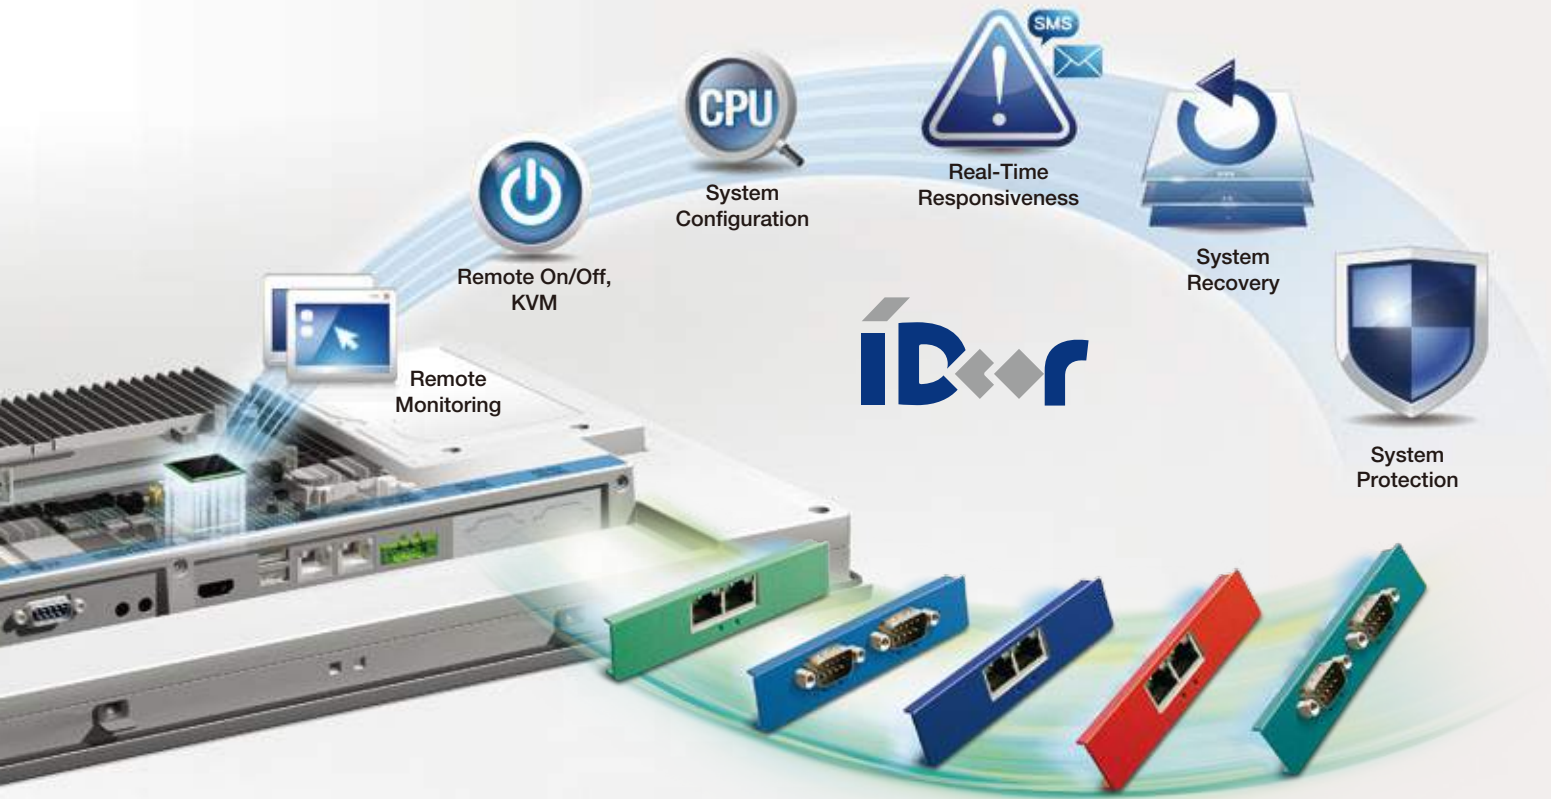 SMS
CPU
Real-Time
Responsiveness
System
Configuration
System
Recovery
Remote On/Off,
KVM
iDoor
Remote
Monitoring
System
Protection